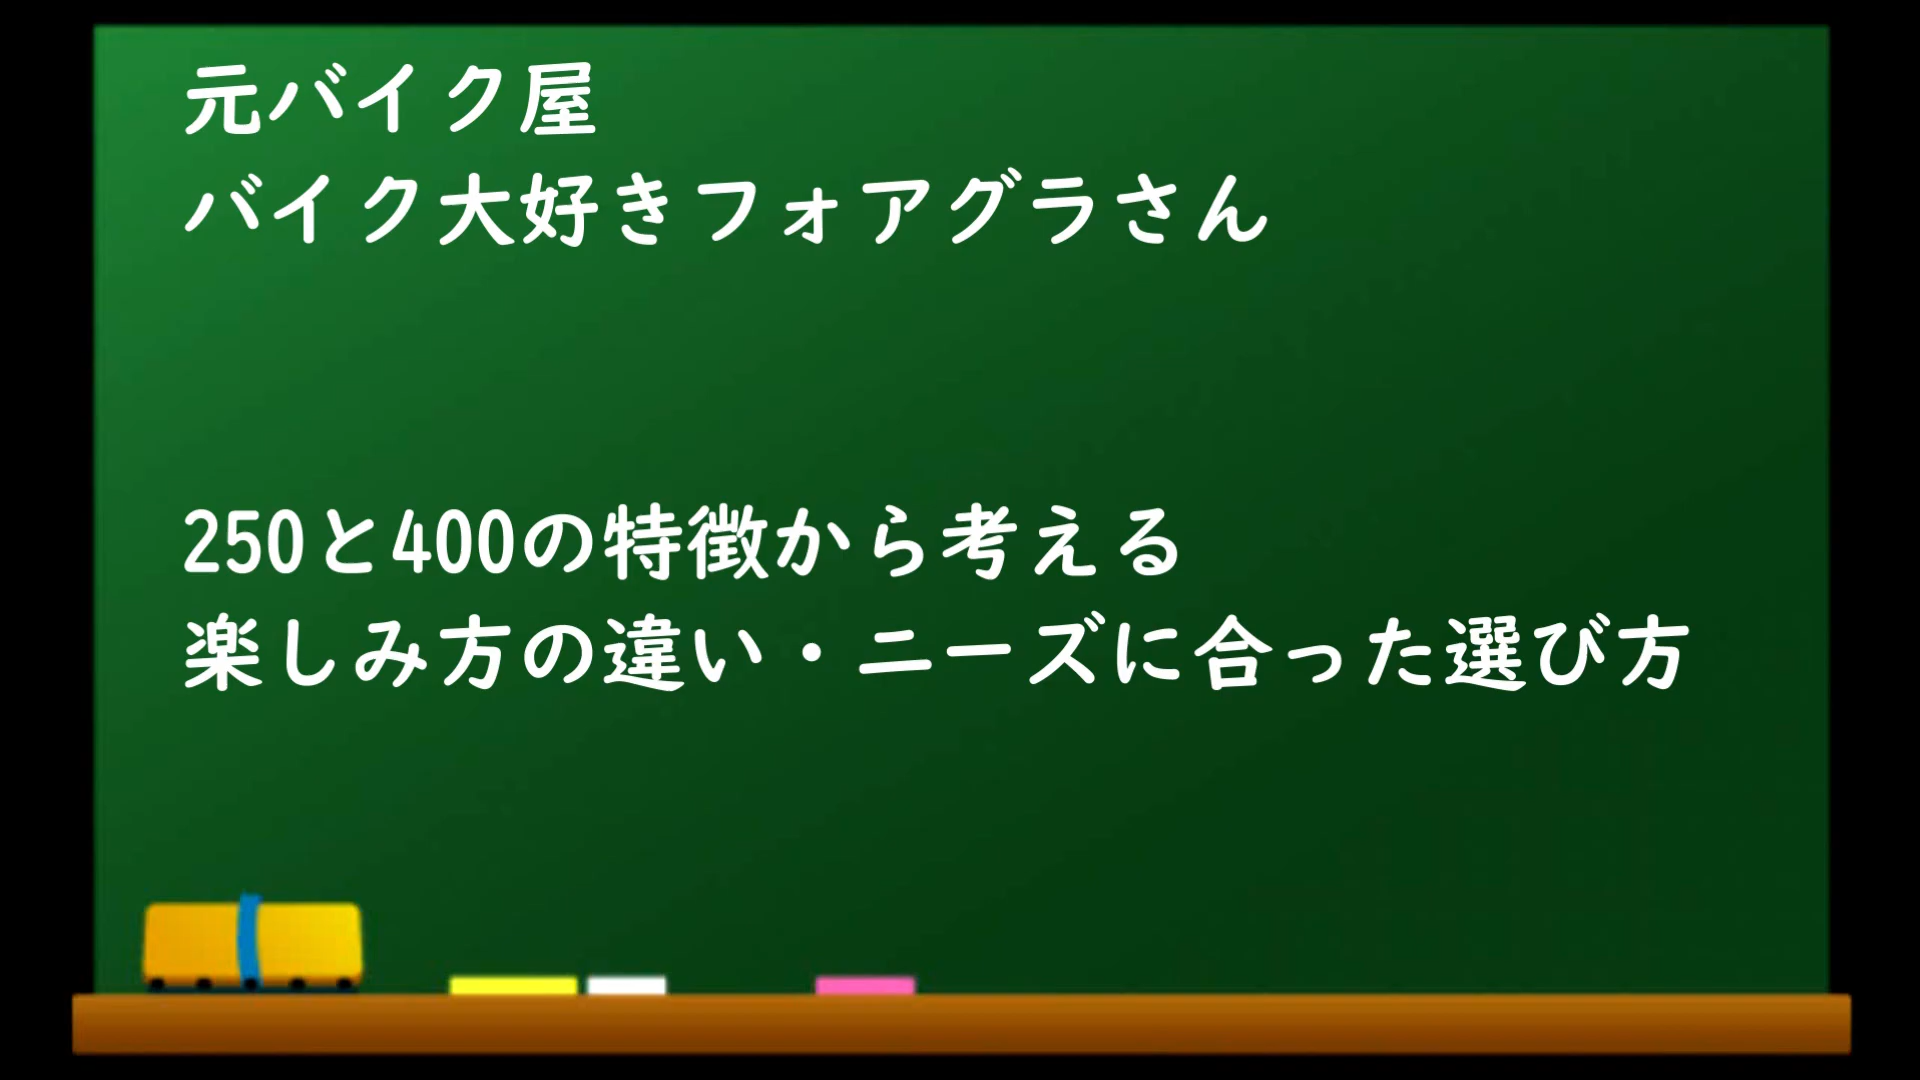 元バイク屋
バイク大好きフォアグラさん
250と400の特徴から考える
楽しみ方の違い・ニーズに合った選び方